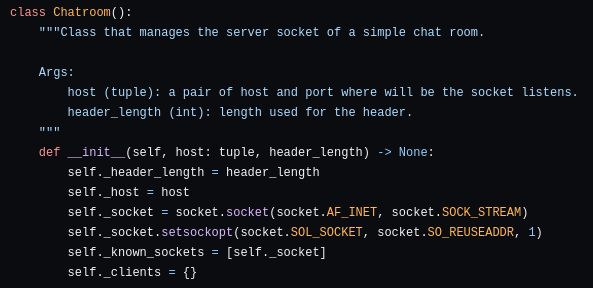 class Chatroom():
    """Class that manages the server socket of a simple chat room.

    Args:
        host (tuple): a pair of host and port where will be the socket listens.
        header_length (int): length used for the header.
    """
    def __init__(self, host: tuple, header_length) -> None:
        self._header_length = header_length
        self._host = host
        self._socket = socket.socket(socket.AF_INET, socket.SOCK_STREAM)
        self._socket.setsockopt(socket.SOL_SOCKET, socket.SO_REUSEADDR, 1)
        self._known_sockets = [self._socket]
        self._clients = {}